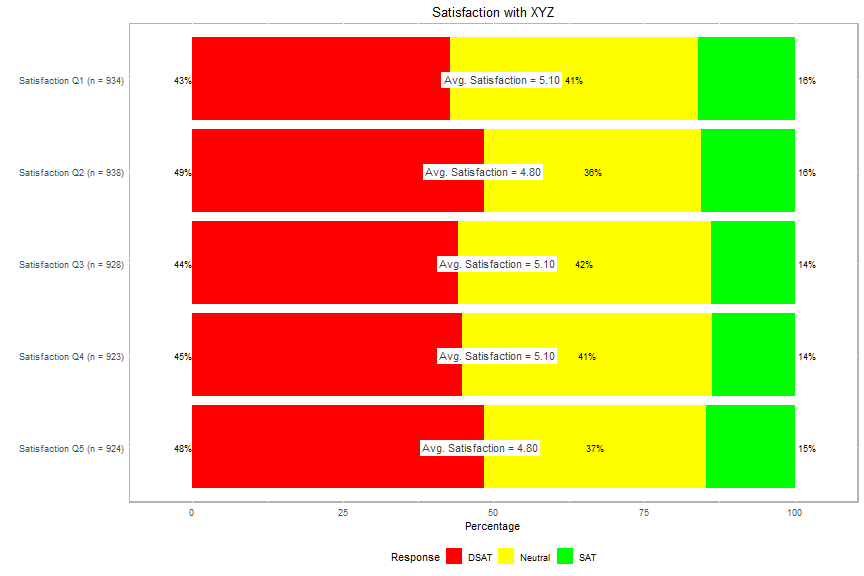 Satisfaction with XYZ
Satisfaction Q1 (n = 934) 43% Avg. Satisfaction = 5.10 41% 16%
Satisfaction Q2 (n = 938) 49% Avg. Satisfaction = 4.80 36% 16%
Satisfaction Q3 (n = 928) 44% Avg. Satisfaction = 5.10 42% 14%
Satisfaction Q4 (n = 923) 45% Avg. Satisfaction = 5.10 41% 14%
Satisfaction Q5 (n = 924) 48% Avg. Satisfaction = 4.80 37% 15%
0 25 50 75 100
Percentage
Response DSAT Neutral SAT